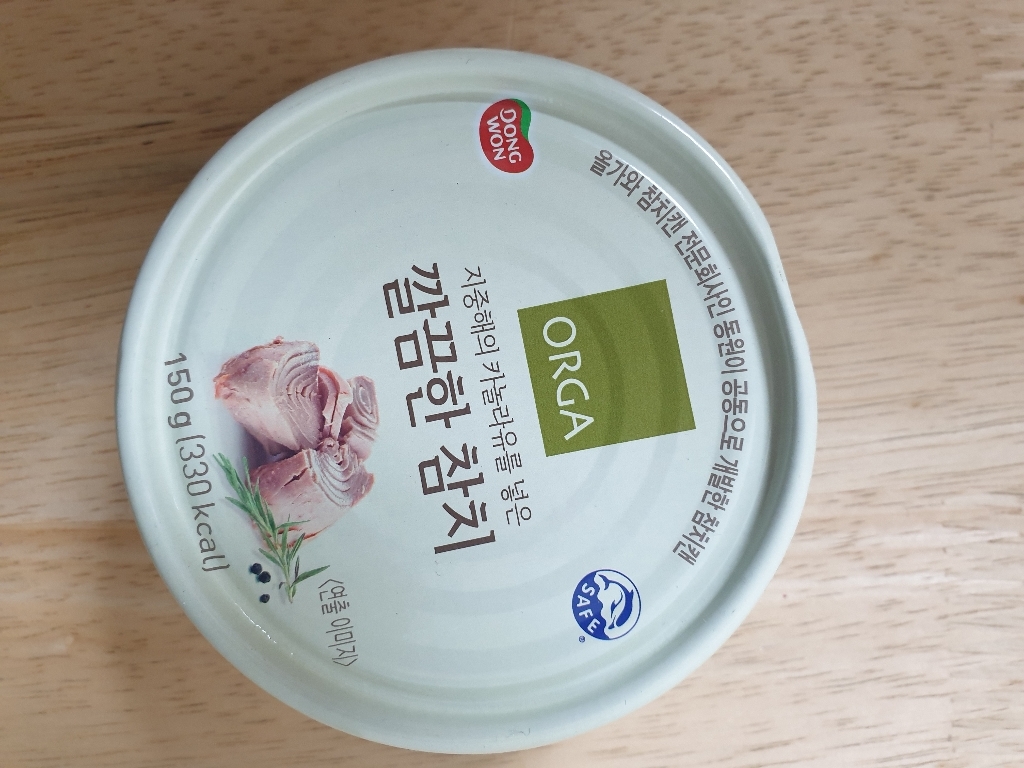 올가와 참치캔 전문회사인 동원이 공동으로 개발한 참치캔
DONG
WON
ORGA
SAFE
®
지중해의 카놀라유를 넣은
깔끔한 참치
<연출 이미지>
150 g (330 kcal)